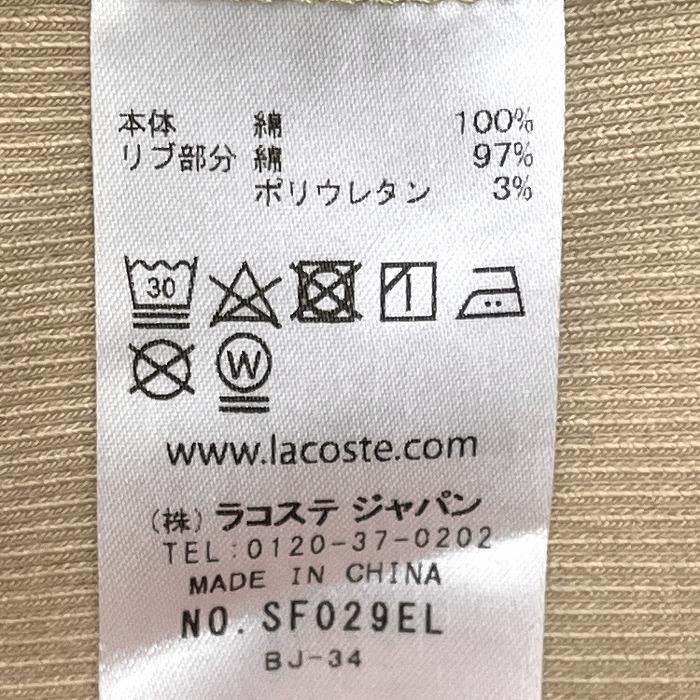 本体 綿 100%
リブ部分 綿 97%
ポリウレタン 3%
30
W
www.lacoste.com
(株) ラコステ ジャパン
TEL:0120-37-0202
MADE IN CHINA
NO. SF029EL
BJ-34